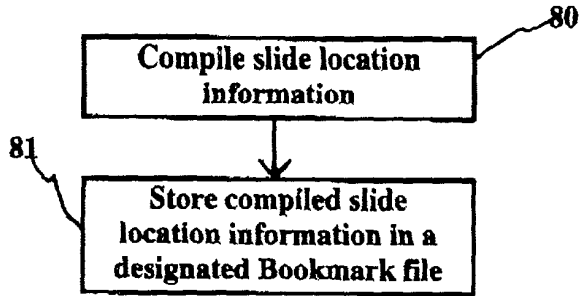 80
Compile slide location
information
81
Store compiled slide
location information in a
designated Bookmark file